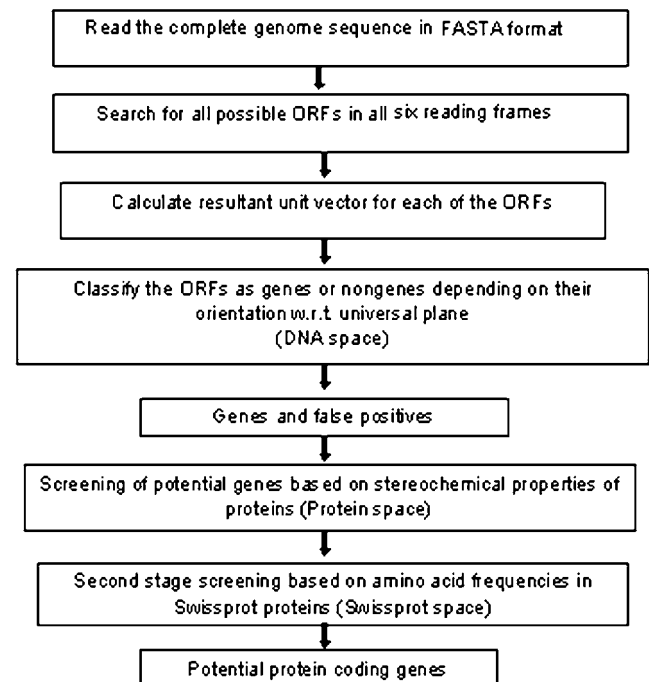 Read the complete genome sequence in FASTA format
Search for all possible ORFs in all six reading frames
Calculate resultant unit vector for each of the ORFs
Classify the ORFs as genes or nongenes depending on their
orientation w.r.t. universal plane
(DNA space)
Genes and false positives
Screening of potential genes based on stereochemical properties of
proteins (Protein space)
Second stage screening based on amino acid frequencies in
Swissprot proteins (Swissprot space)
Potential protein coding genes